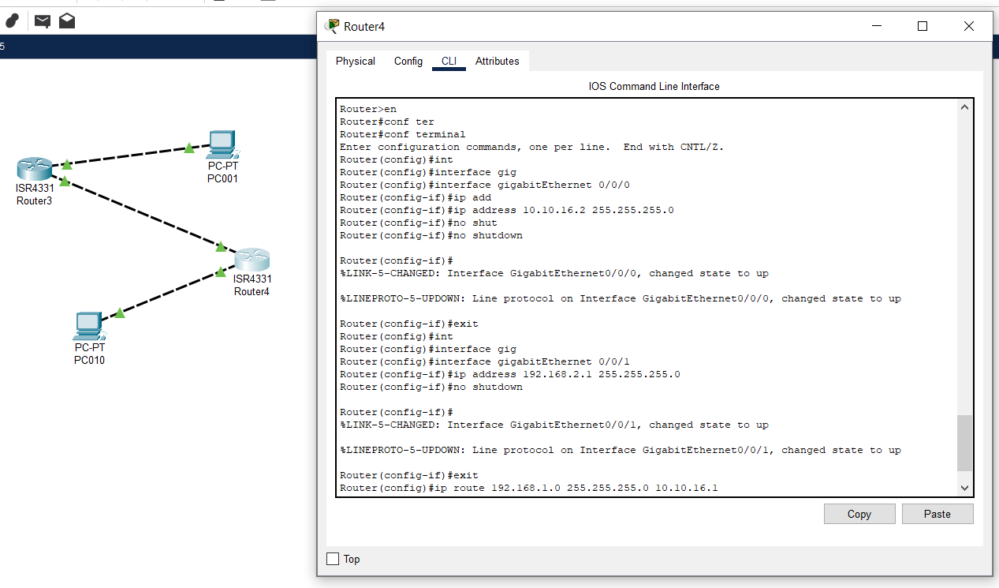 5
PC-PT
PC001
ISR4331
Router3
ISR4331
Router4
PC-PT
PC010
Router4
Physical Config CLI Attributes
IOS Command Line Interface
Router>en
Router#conf ter
Router#conf terminal
Enter configuration commands, one per line.  End with CNTL/Z.
Router(config)#int
Router(config)#interface gig
Router(config)#interface gigabitEthernet 0/0/0
Router(config-if)#ip add
Router(config-if)#ip address 10.10.16.2 255.255.255.0
Router(config-if)#no shut
Router(config-if)#no shutdown
Router(config-if)#
%LINK-5-CHANGED: Interface GigabitEthernet0/0/0, changed state to up
%LINEPROTO-5-UPDOWN: Line protocol on Interface GigabitEthernet0/0/0, changed state to up
Router(config-if)#exit
Router(config)#int
Router(config)#interface gig
Router(config)#interface gigabitEthernet 0/0/1
Router(config-if)#ip address 192.168.2.1 255.255.255.0
Router(config-if)#no shutdown
Router(config-if)#
%LINK-5-CHANGED: Interface GigabitEthernet0/0/1, changed state to up
%LINEPROTO-5-UPDOWN: Line protocol on Interface GigabitEthernet0/0/1, changed state to up
Router(config-if)#exit
Router(config)#ip route 192.168.1.0 255.255.255.0 10.10.16.1
Copy Paste
Top